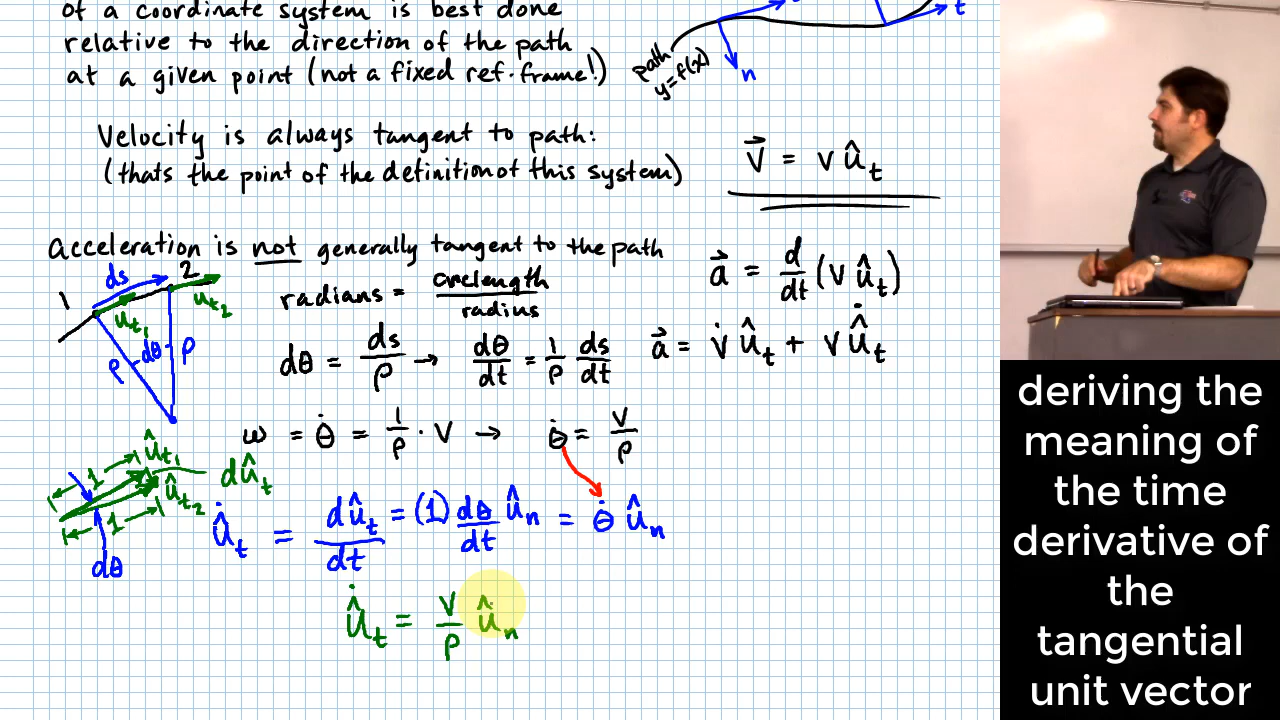 of a coordinate system is best done
relative to the direction of the path
at a given point (not a fixed ref. frame!)
t
path
y=f(x)
n
Velocity is always tangent to path:
(thats the point of the definition of this system)
v⃗ = v û_t
acceleration is not generally tangent to the path
a⃗ = d/dt (v û_t)
ds
1
2
u_t1
u_t2
ρ dθ ρ
radians = arclength / radius
dθ = ds/ρ → dθ/dt = 1/ρ ds/dt
a⃗ = v̇ û_t + v û̇_t
ω = θ̇ = 1/ρ · v → θ̇ = v/ρ
1
û_t1
û_t2
1
dû_t
dθ
û̇_t = dû_t/dt = (1) dθ/dt û_n = θ̇ û_n
û̇_t = v/ρ û_n
deriving the
meaning of
the time
derivative of
the
tangential
unit vector